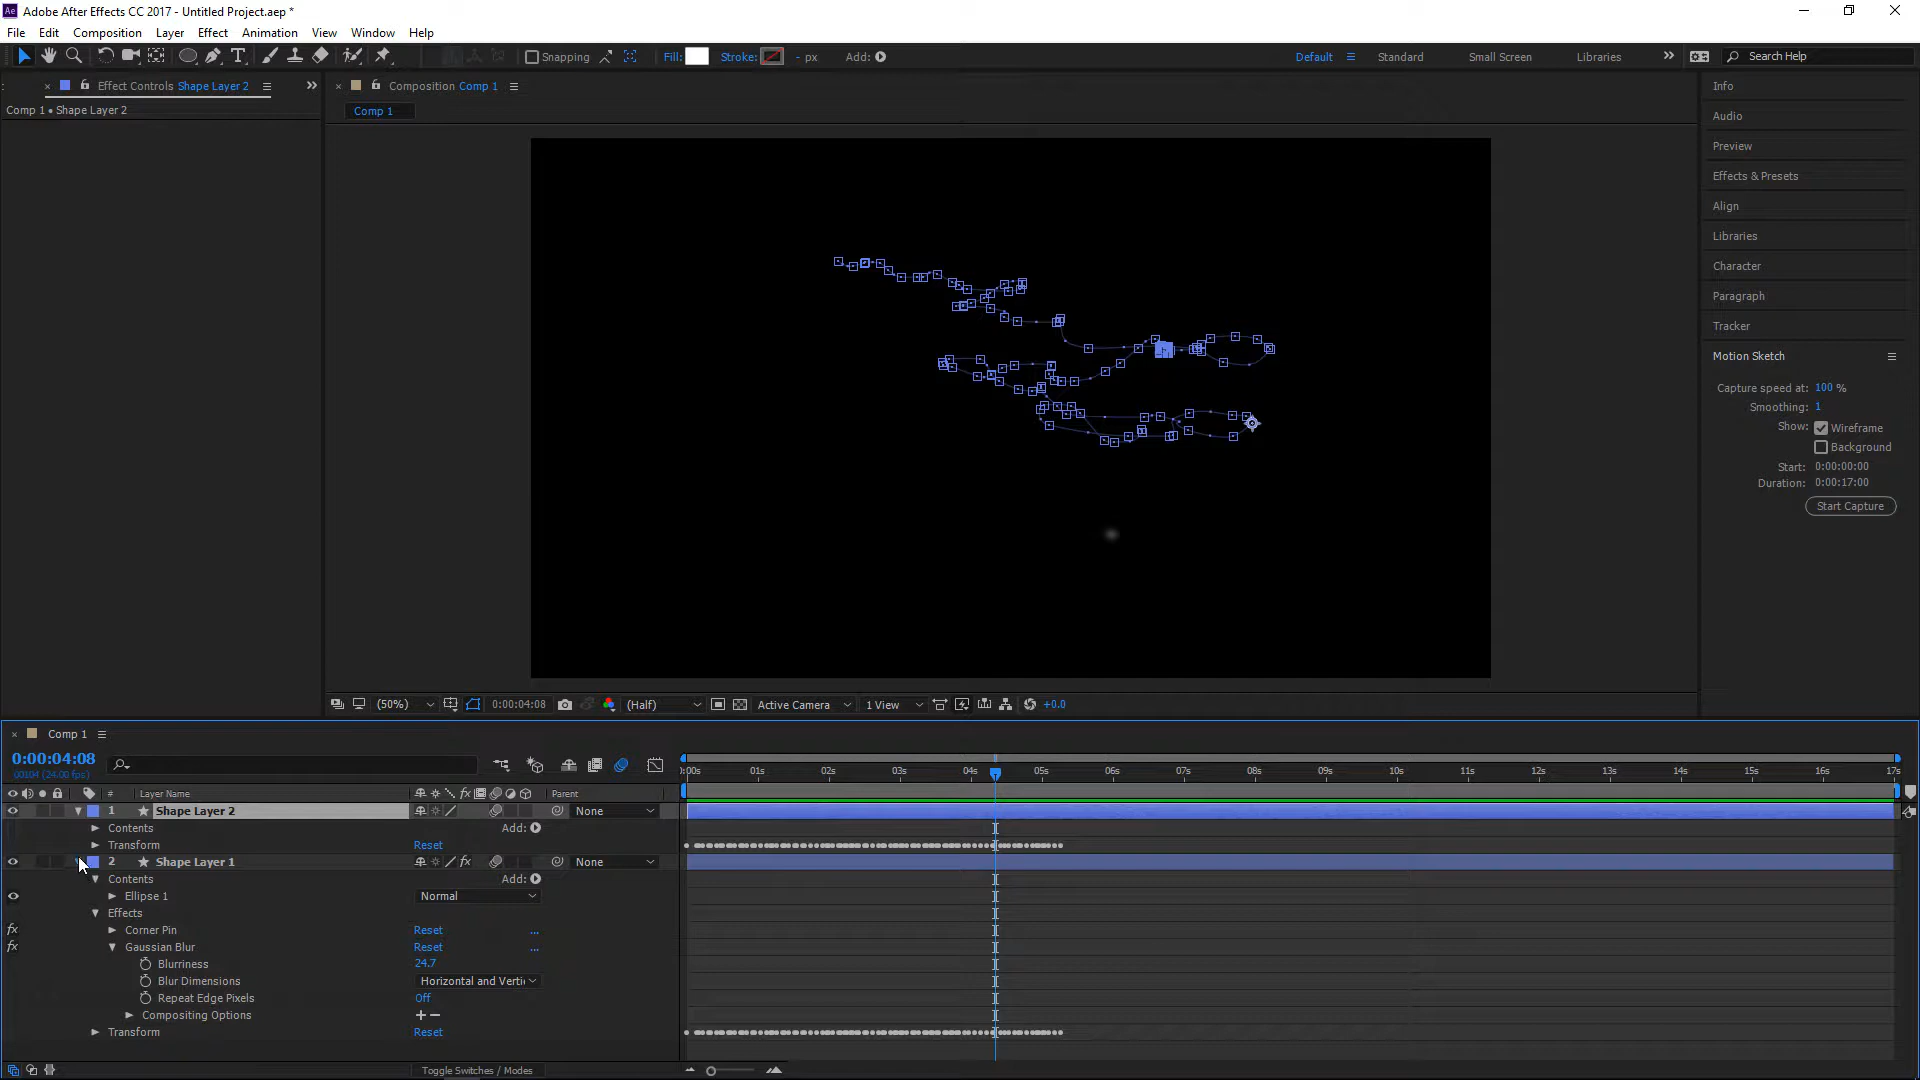 Adobe After Effects CC 2017 - Untitled Project.aep *
File Edit Composition Layer Effect Animation View Window Help
Snapping Fill: Stroke: - px Add: Default Standard Small Screen Libraries Search Help
Effect Controls Shape Layer 2
Comp 1 • Shape Layer 2
Composition Comp 1
Comp 1
Info
Audio
Preview
Effects & Presets
Align
Libraries
Character
Paragraph
Tracker
Motion Sketch
Capture speed at: 100 %
Smoothing: 1
Show: Wireframe
Background
Start: 0:00:00:00
Duration: 0:00:17:00
Start Capture
(50%) 0:00:04:08 (Half) Active Camera 1 View +0.0
Comp 1
0:00:04:08
00104 (24.00 fps)
:00s 01s 02s 03s 04s 05s 06s 07s 08s 09s 10s 11s 12s 13s 14s 15s 16s 17s
# Layer Name Parent
1 Shape Layer 2 None
Contents Add:
Transform Reset
2 Shape Layer 1 None
Contents Add:
Ellipse 1 Normal
Effects
Corner Pin Reset ...
Gaussian Blur Reset ...
Blurriness 24.7
Blur Dimensions Horizontal and Verti
Repeat Edge Pixels Off
Compositing Options + −
Transform Reset
Toggle Switches / Modes